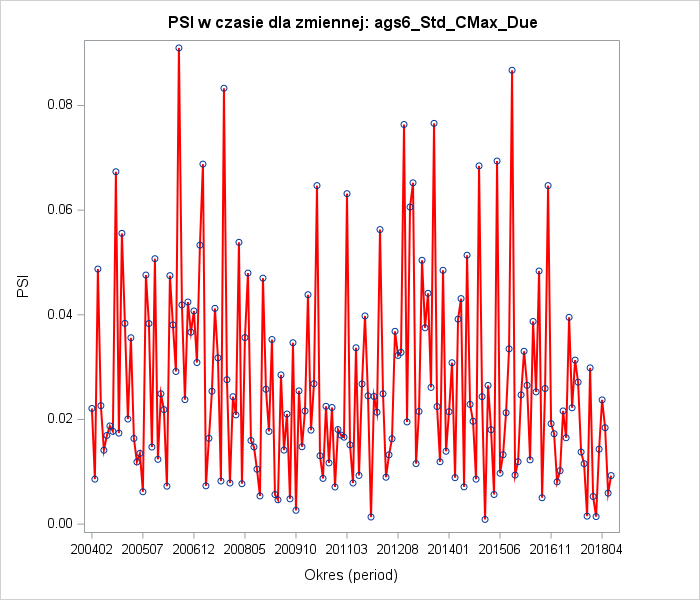 PSI w czasie dla zmiennej: ags6_Std_CMax_Due
0.08
0.06
0.04
0.02
0.00
PSI
200402 200507 200612 200805 200910 201103 201208 201401 201506 201611 201804
Okres (period)